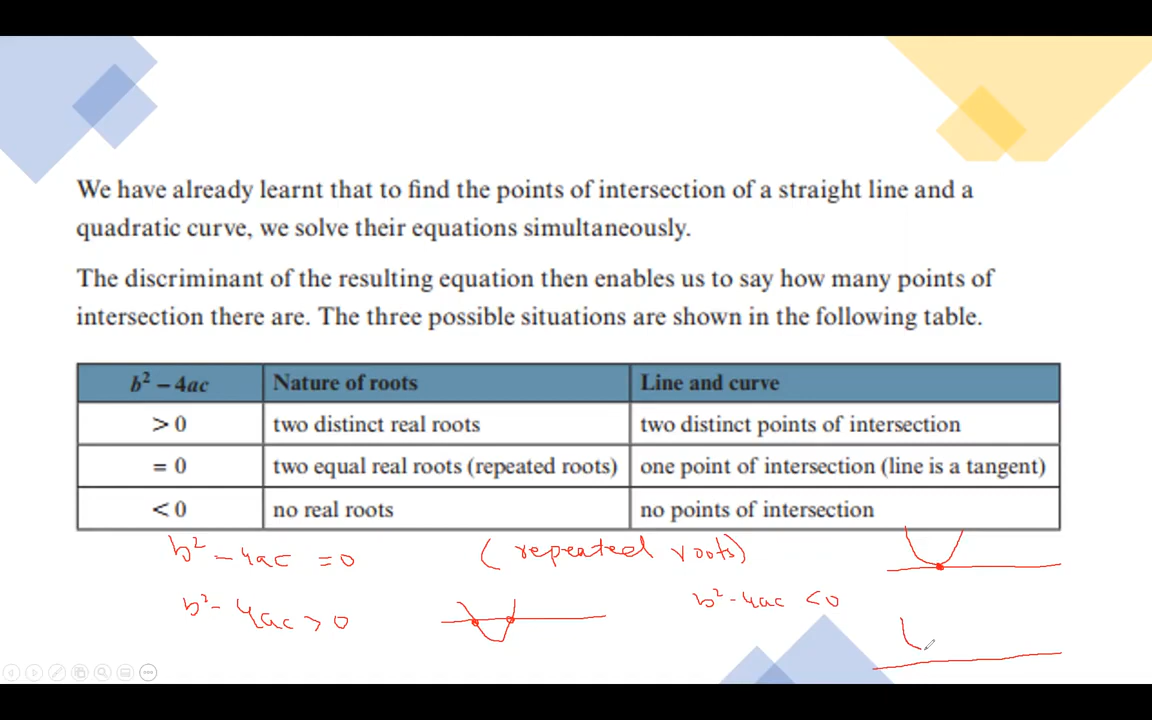 We have already learnt that to find the points of intersection of a straight line and a
quadratic curve, we solve their equations simultaneously.
The discriminant of the resulting equation then enables us to say how many points of
intersection there are. The three possible situations are shown in the following table.
b² – 4ac Nature of roots Line and curve
> 0 two distinct real roots two distinct points of intersection
= 0 two equal real roots (repeated roots) one point of intersection (line is a tangent)
< 0 no real roots no points of intersection
b² – 4ac = 0 (repeated roots)
b² – 4ac > 0 b² – 4ac < 0